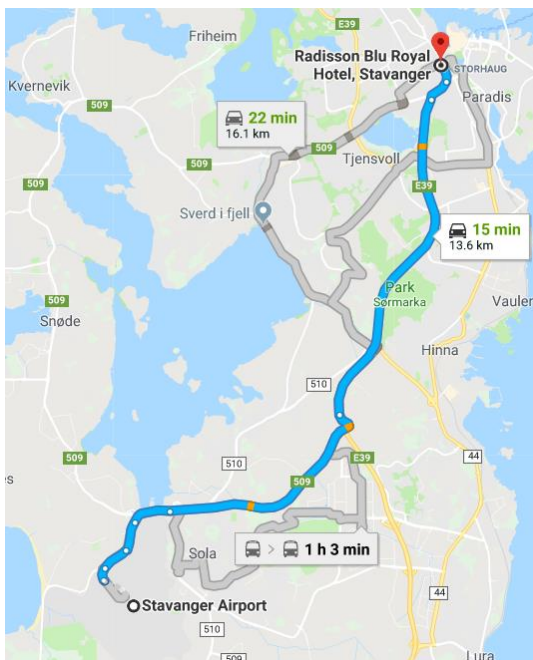 E39
Friheim
Radisson Blu Royal
Hotel, Stavanger
STORHAUG
Kvernevik
509
Paradis
22 min
16.1 km
509
509
Tjensvoll
E39
Sverd i fjell
15 min
13.6 km
Park
Sørmarka
509
Vaulen
Snøde
Hinna
510
44
509
510
E39
s
509
Sola
1 h 3 min
Stavanger Airport
44
510
509
Lura